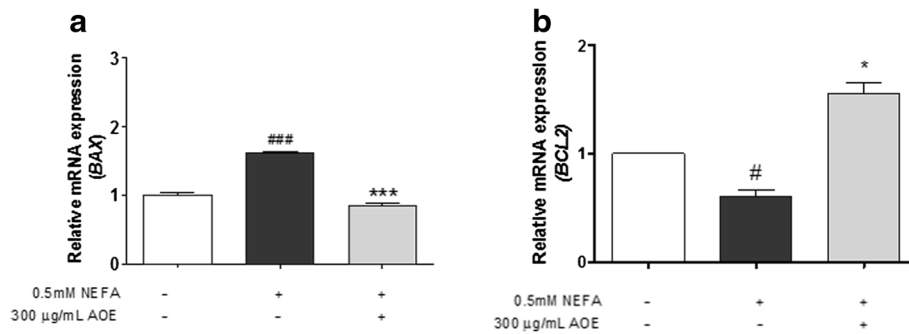 a
Relative mRNA expression
(BAX)
3
2
1
0
###
***
0.5mM NEFA - + +
300 µg/mL AOE - - +
b
Relative mRNA expression
(BCL2)
2
1
0
#
*
0.5mM NEFA - + +
300 µg/mL AOE - - +